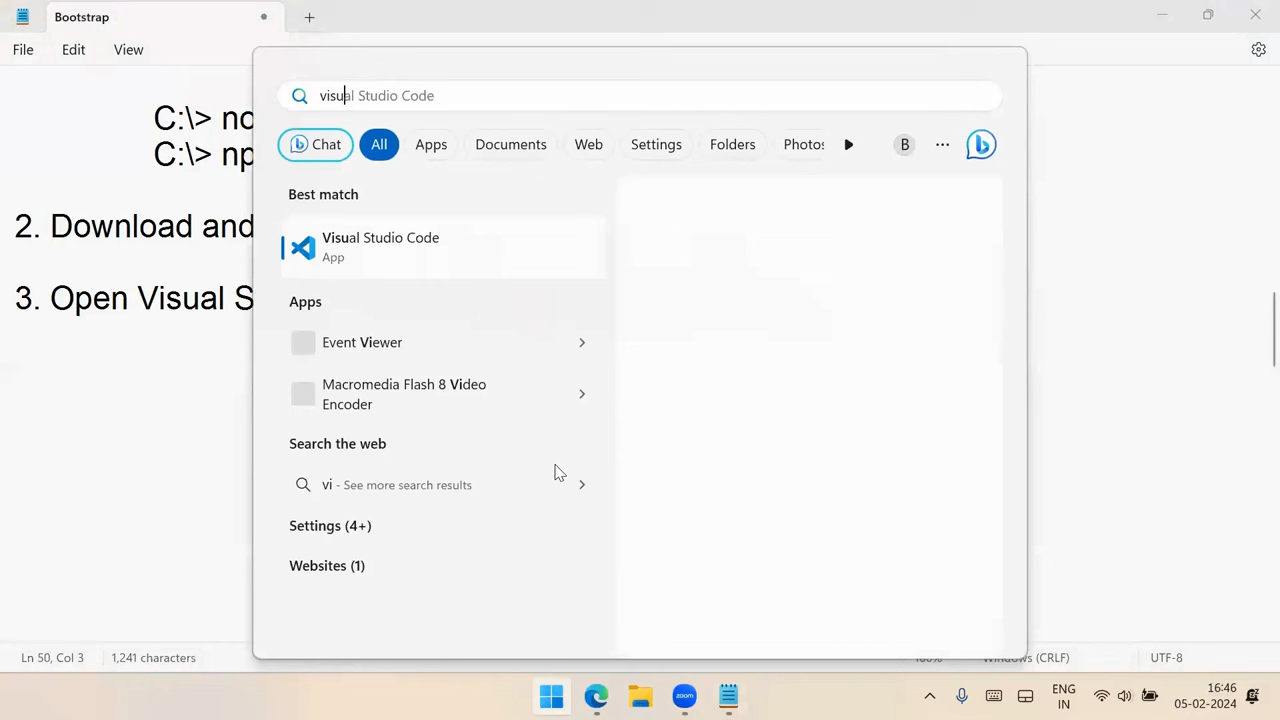 Bootstrap
File Edit View
visual Studio Code
Chat All Apps Documents Web Settings Folders Photos B
Best match
Visual Studio Code
App
Apps
Event Viewer
Macromedia Flash 8 Video
Encoder
Search the web
vi - See more search results
Settings (4+)
Websites (1)
C:\> no
C:\> np
2. Download and
3. Open Visual S
Ln 50, Col 3 1,241 characters 100% Windows (CRLF) UTF-8
zoom
ENG
IN
16:46
05-02-2024